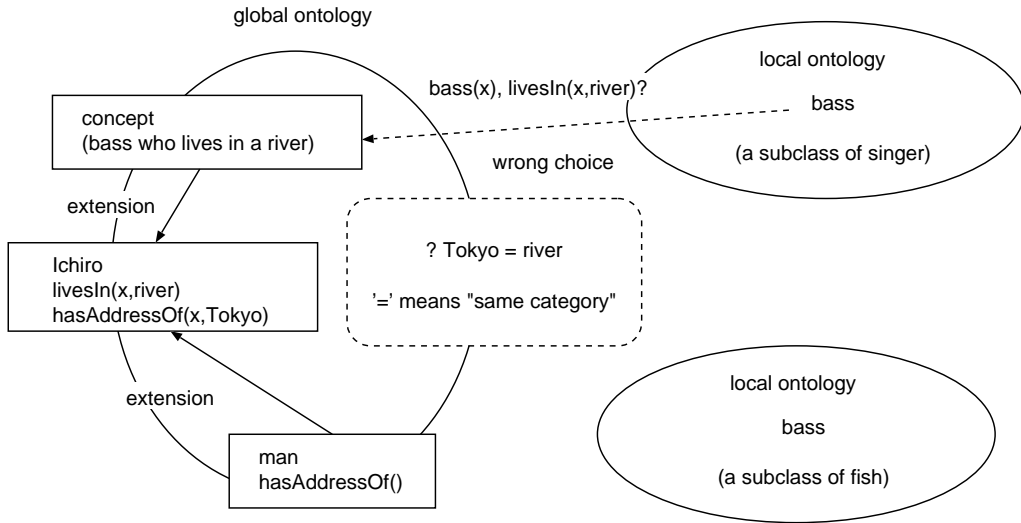 global ontology
local ontology
bass
(a subclass of singer)
bass(x), livesIn(x,river)?
concept
(bass who lives in a river)
wrong choice
extension
Ichiro
livesIn(x,river)
hasAddressOf(x,Tokyo)
? Tokyo = river
’=’ means "same category"
extension
man
hasAddressOf()
local ontology
bass
(a subclass of fish)